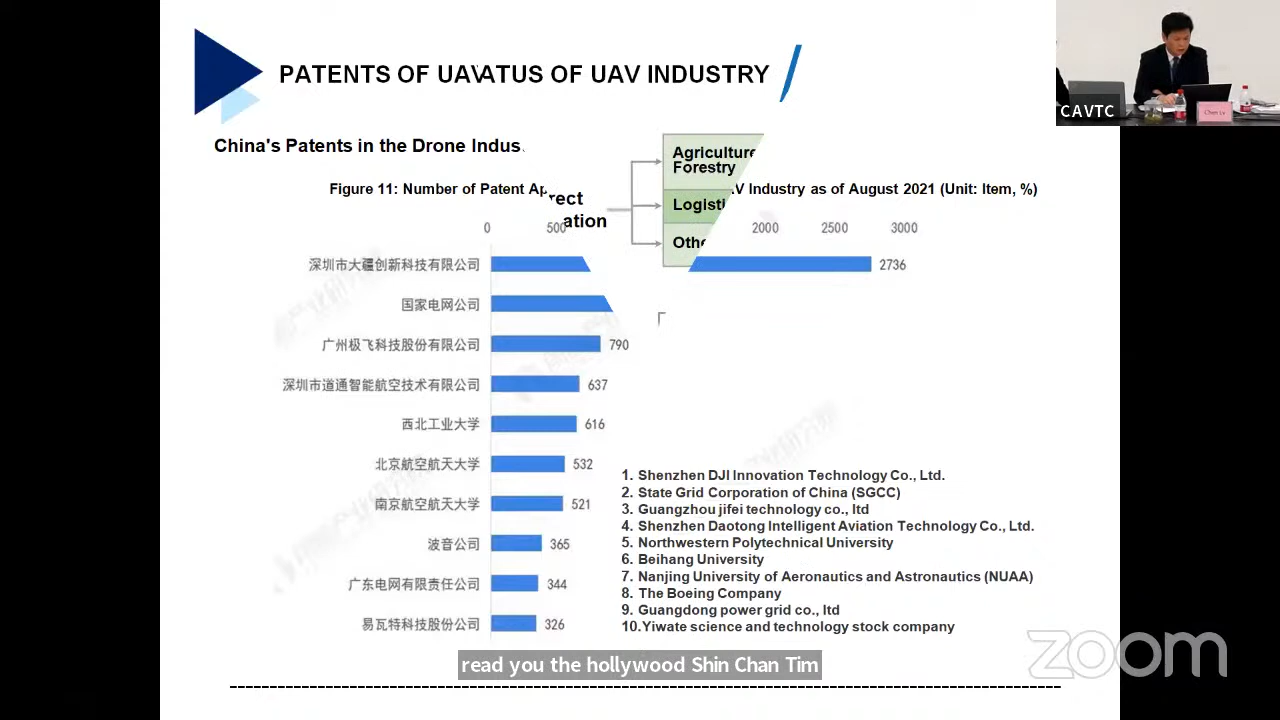 PATENTS OF UAVATUS OF UAV INDUSTRY
CAVTC
Chen Le
China's Patents in the Drone Indus
Agriculture
Forestry
Figure 11: Number of Patent Ap
rect
ation
Logisti
Othe
AV Industry as of August 2021 (Unit: Item, %)
0 500 2000 2500 3000
深圳市大疆创新科技有限公司 2736
国家电网公司
广州极飞科技股份有限公司 790
深圳市道通智能航空技术有限公司 637
西北工业大学 616
北京航空航天大学 532
南京航空航天大学 521
波音公司 365
广东电网有限责任公司 344
易瓦特科技股份公司 326
1. Shenzhen DJI Innovation Technology Co., Ltd.
2. State Grid Corporation of China (SGCC)
3. Guangzhou jifei technology co., ltd
4. Shenzhen Daotong Intelligent Aviation Technology Co., Ltd.
5. Northwestern Polytechnical University
6. Beihang University
7. Nanjing University of Aeronautics and Astronautics (NUAA)
8. The Boeing Company
9. Guangdong power grid co., ltd
10.Yiwate science and technology stock company
zoom
read you the hollywood Shin Chan Tim